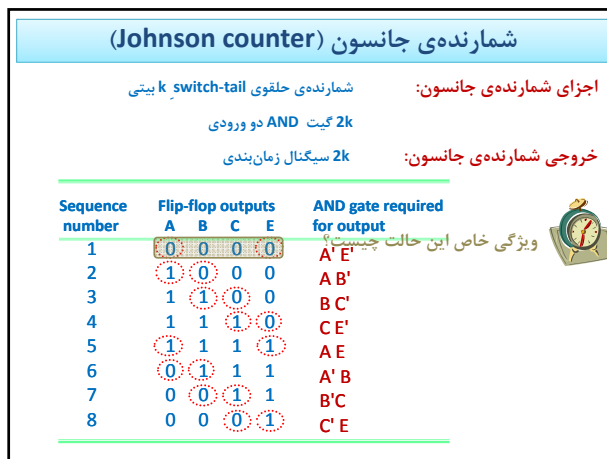 شمارنده‌ی جانسون (Johnson counter)
اجزای شمارنده‌ی جانسون: شمارنده‌ی حلقوی switch-tailِ k بیتی
2k گیت AND دو ورودی
خروجی شمارنده‌ی جانسون: 2k سیگنال زمان‌بندی
Sequence Flip-flop outputs AND gate required
number A B C E for output
ویژگی خاص این حالت چیست؟
1 0 0 0 0 A' E'
2 1 0 0 0 A B'
3 1 1 0 0 B C'
4 1 1 1 0 C E'
5 1 1 1 1 A E
6 0 1 1 1 A' B
7 0 0 1 1 B'C
8 0 0 0 1 C' E